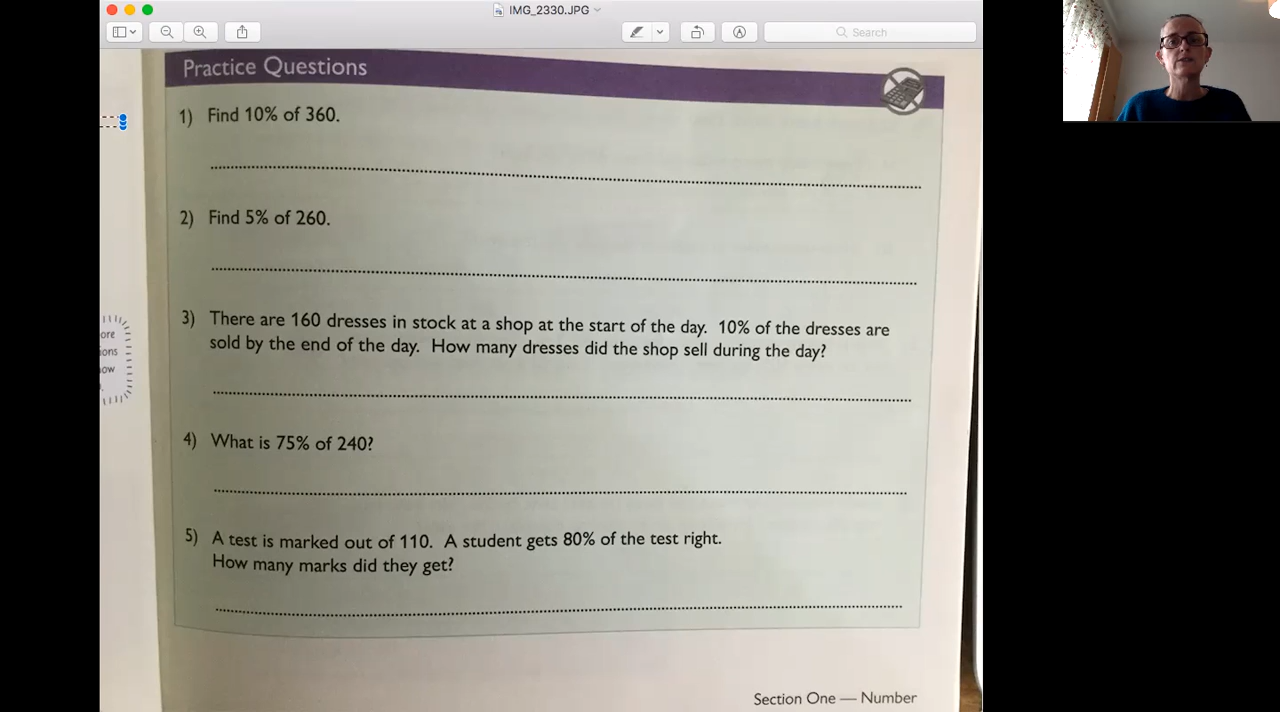 IMG_2330.JPG
Search
Practice Questions
1) Find 10% of 360.
2) Find 5% of 260.
3) There are 160 dresses in stock at a shop at the start of the day. 10% of the dresses are
sold by the end of the day. How many dresses did the shop sell during the day?
ore
ions
ow
4) What is 75% of 240?
5) A test is marked out of 110. A student gets 80% of the test right.
How many marks did they get?
Section One — Number